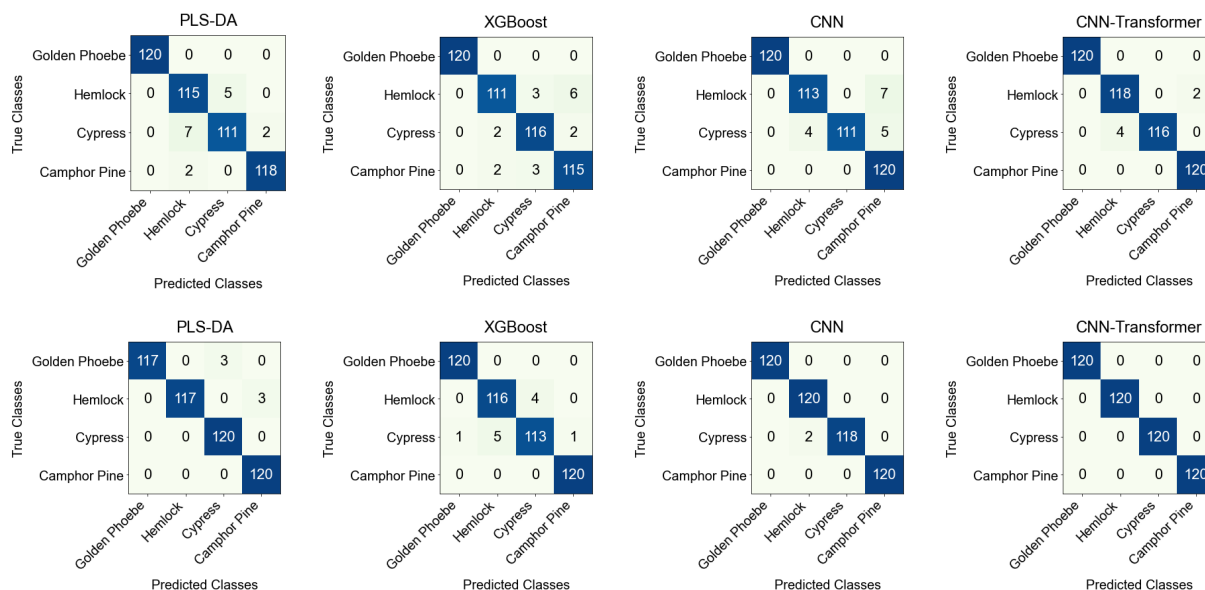 PLS-DA
True Classes
Golden Phoebe 120 0 0 0
Hemlock 0 115 5 0
Cypress 0 7 111 2
Camphor Pine 0 2 0 118
Golden Phoebe
Hemlock
Cypress
Camphor Pine
Predicted Classes
XGBoost
True Classes
Golden Phoebe 120 0 0 0
Hemlock 0 111 3 6
Cypress 0 2 116 2
Camphor Pine 0 2 3 115
Golden Phoebe
Hemlock
Cypress
Camphor Pine
Predicted Classes
CNN
True Classes
Golden Phoebe 120 0 0 0
Hemlock 0 113 0 7
Cypress 0 4 111 5
Camphor Pine 0 0 0 120
Golden Phoebe
Hemlock
Cypress
Camphor Pine
Predicted Classes
CNN-Transformer
True Classes
Golden Phoebe 120 0 0 0
Hemlock 0 118 0 2
Cypress 0 4 116 0
Camphor Pine 0 0 0 120
Golden Phoebe
Hemlock
Cypress
Camphor Pine
Predicted Classes
PLS-DA
True Classes
Golden Phoebe 117 0 3 0
Hemlock 0 117 0 3
Cypress 0 0 120 0
Camphor Pine 0 0 0 120
Golden Phoebe
Hemlock
Cypress
Camphor Pine
Predicted Classes
XGBoost
True Classes
Golden Phoebe 120 0 0 0
Hemlock 0 116 4 0
Cypress 1 5 113 1
Camphor Pine 0 0 0 120
Golden Phoebe
Hemlock
Cypress
Camphor Pine
Predicted Classes
CNN
True Classes
Golden Phoebe 120 0 0 0
Hemlock 0 120 0 0
Cypress 0 2 118 0
Camphor Pine 0 0 0 120
Golden Phoebe
Hemlock
Cypress
Camphor Pine
Predicted Classes
CNN-Transformer
True Classes
Golden Phoebe 120 0 0 0
Hemlock 0 120 0 0
Cypress 0 0 120 0
Camphor Pine 0 0 0 120
Golden Phoebe
Hemlock
Cypress
Camphor Pine
Predicted Classes